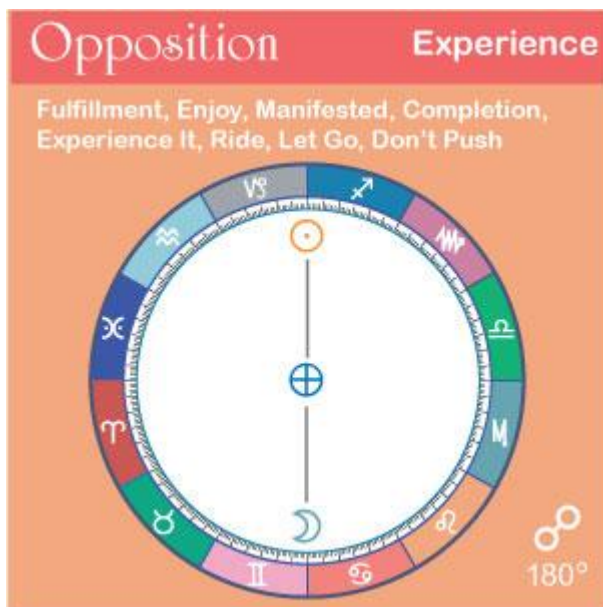 Opposition Experience
Fulfillment, Enjoy, Manifested, Completion,
Experience It, Ride, Let Go, Don't Push
180°